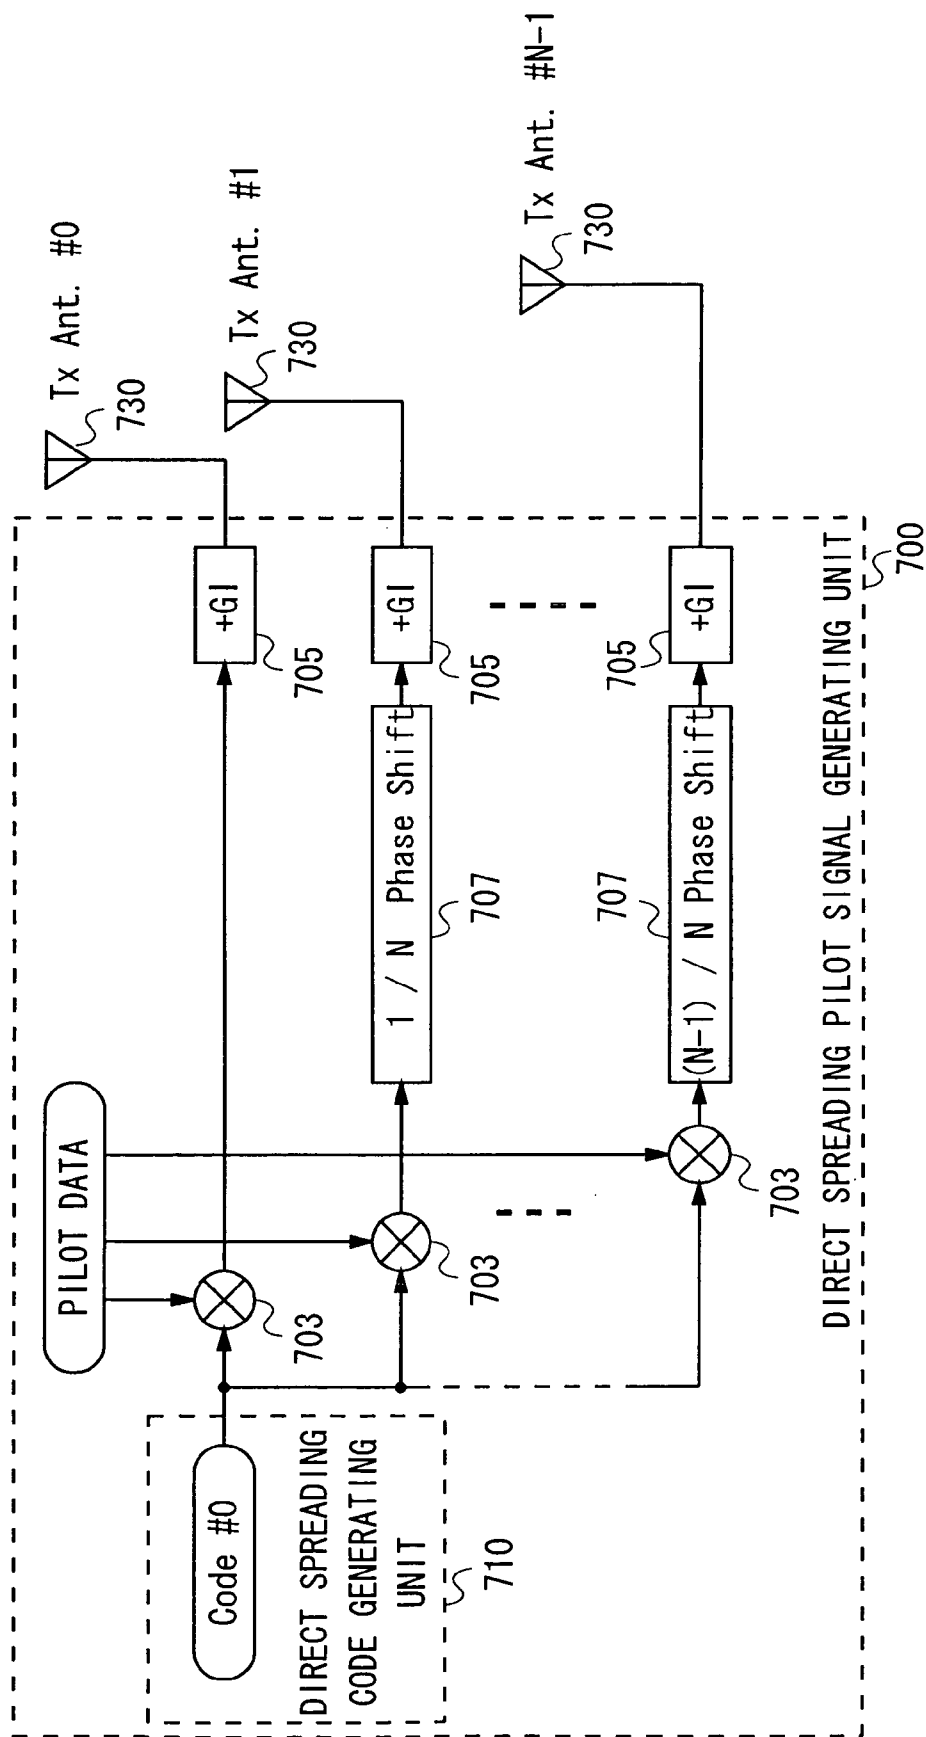 PILOT DATA
Code #0
DIRECT SPREADING
CODE GENERATING
UNIT
710
703
703
703
1 / N Phase Shift
707
(N-1) / N Phase Shift
707
+GI
705
+GI
705
+GI
705
Tx Ant. #0
730
Tx Ant. #1
730
Tx Ant. #N-1
730
DIRECT SPREADING PILOT SIGNAL GENERATING UNIT
700